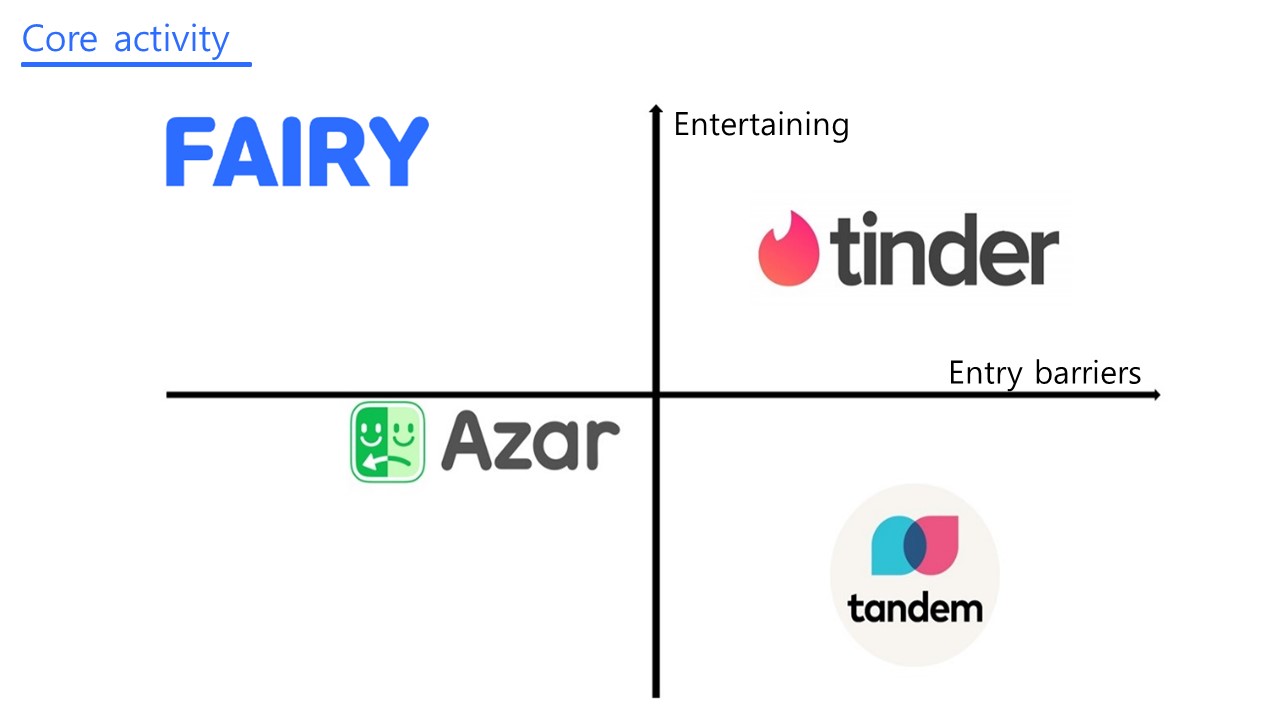 Core activity
FAIRY
Entertaining
tinder
Entry barriers
Azar
tandem